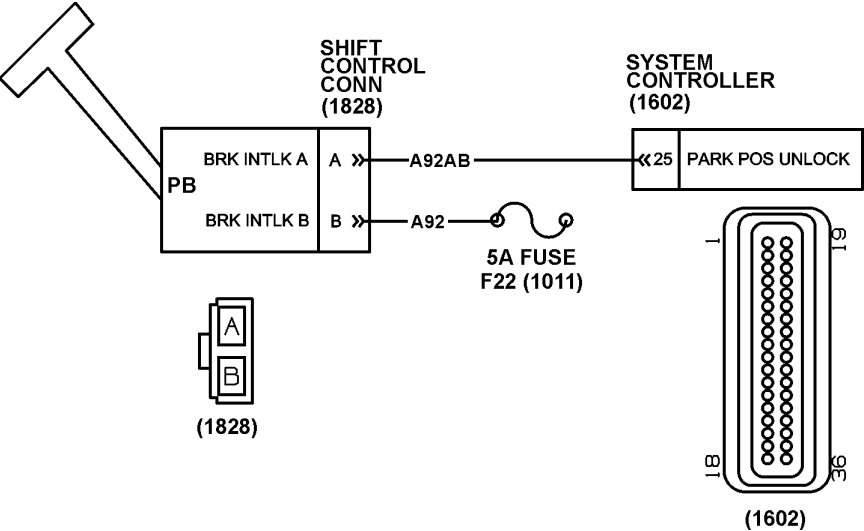 SHIFT
CONTROL
CONN
(1828)
SYSTEM
CONTROLLER
(1602)
BRK INTLK A
A
A92AB
25
PARK POS UNLOCK
PB
BRK INTLK B
B
A92
5A FUSE
F22 (1011)
1
19
A
B
(1828)
18
36
(1602)